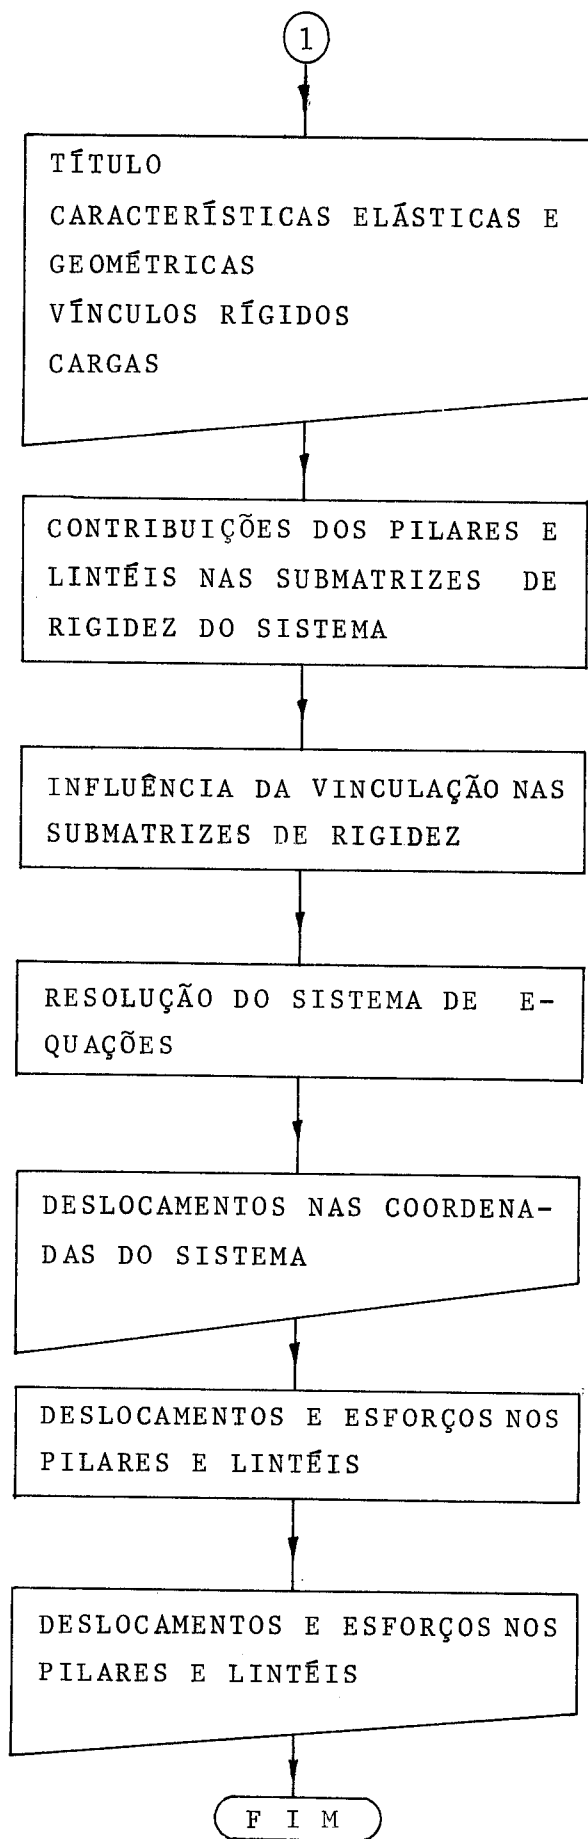 1
TÍTULO
CARACTERÍSTICAS ELÁSTICAS E
GEOMÉTRICAS
VÍNCULOS RÍGIDOS
CARGAS
CONTRIBUIÇÕES DOS PILARES E
LINTÉIS NAS SUBMATRIZES DE
RIGIDEZ DO SISTEMA
INFLUÊNCIA DA VINCULAÇÃO NAS
SUBMATRIZES DE RIGIDEZ
RESOLUÇÃO DO SISTEMA DE E-
QUAÇÕES
DESLOCAMENTOS NAS COORDENA-
DAS DO SISTEMA
DESLOCAMENTOS E ESFORÇOS NOS
PILARES E LINTÉIS
DESLOCAMENTOS E ESFORÇOS NOS
PILARES E LINTÉIS
F I M